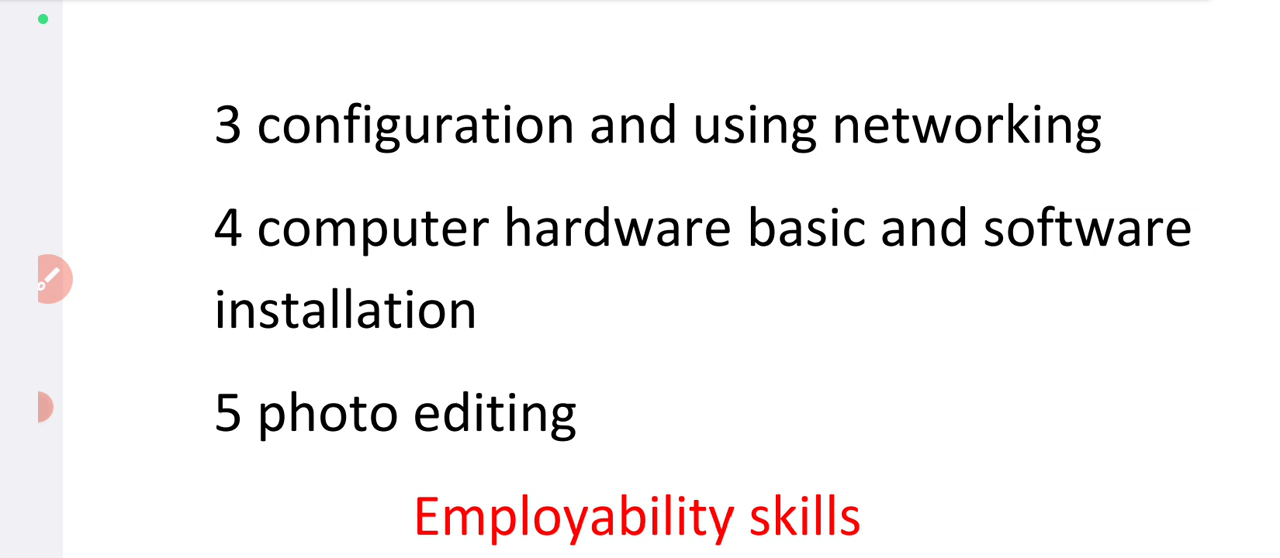 3 configuration and using networking
4 computer hardware basic and software
installation
5 photo editing
Employability skills